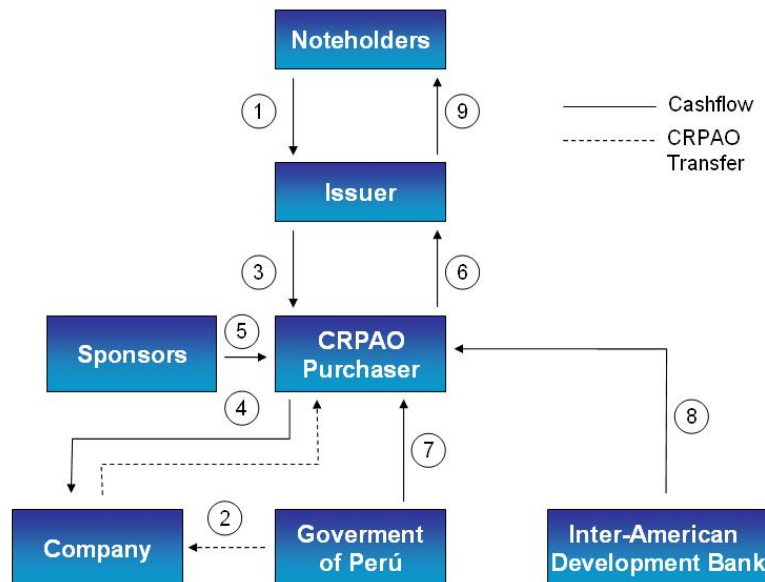 Noteholders
1
9
Cashflow
CRPAO
Transfer
Issuer
3
6
Sponsors
5
CRPAO
Purchaser
4
7
8
2
Company
Goverment
of Perú
Inter-American
Development Bank